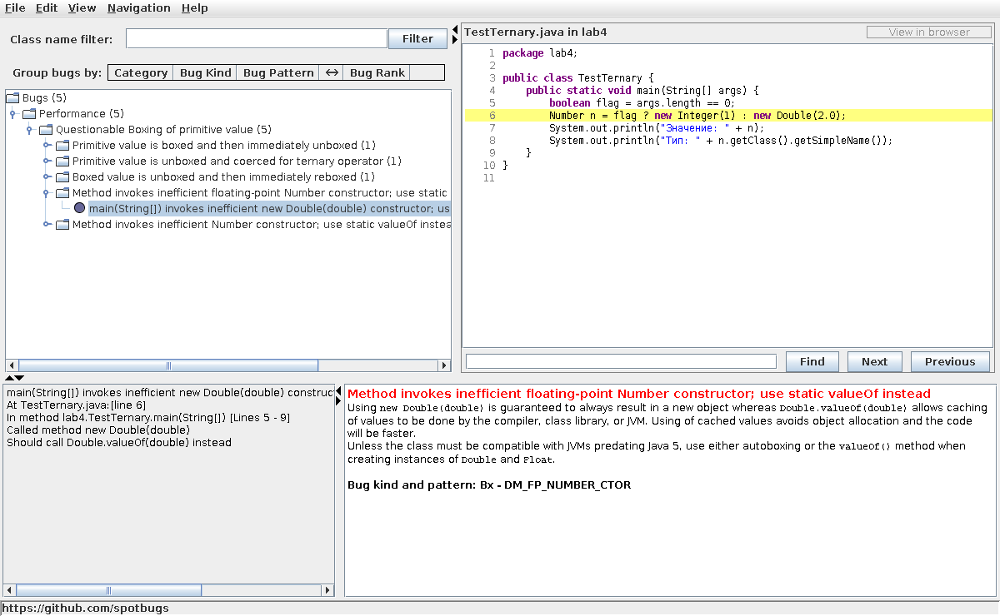 File Edit View Navigation Help
Class name filter: Filter
Group bugs by: Category Bug Kind Bug Pattern ↔ Bug Rank
Bugs (5)
Performance (5)
Questionable Boxing of primitive value (5)
Primitive value is boxed and then immediately unboxed (1)
Primitive value is unboxed and coerced for ternary operator (1)
Boxed value is unboxed and then immediately reboxed (1)
Method invokes inefficient floating-point Number constructor; use static
main(String[]) invokes inefficient new Double(double) constructor; us
Method invokes inefficient Number constructor; use static valueOf instea
TestTernary.java in lab4 View in browser
1 package lab4;
2
3 public class TestTernary {
4 public static void main(String[] args) {
5 boolean flag = args.length == 0;
6 Number n = flag ? new Integer(1) : new Double(2.0);
7 System.out.println("Значение: " + n);
8 System.out.println("Тип: " + n.getClass().getSimpleName());
9 }
10 }
11
Find Next Previous
main(String[]) invokes inefficient new Double(double) construc
At TestTernary.java:[line 6]
In method lab4.TestTernary.main(String[]) [Lines 5 - 9]
Called method new Double(double)
Should call Double.valueOf(double) instead
Method invokes inefficient floating-point Number constructor; use static valueOf instead
Using new Double(double) is guaranteed to always result in a new object whereas Double.valueOf(double) allows caching
of values to be done by the compiler, class library, or JVM. Using of cached values avoids object allocation and the code
will be faster.
Unless the class must be compatible with JVMs predating Java 5, use either autoboxing or the valueOf() method when
creating instances of Double and Float.
Bug kind and pattern: Bx - DM_FP_NUMBER_CTOR
https://github.com/spotbugs